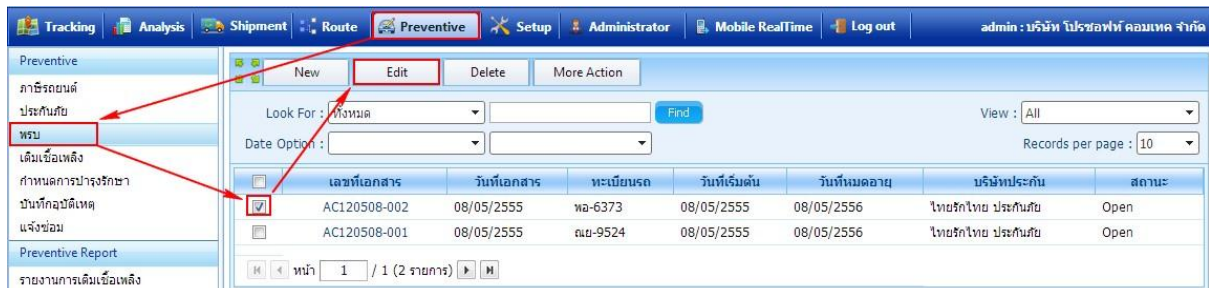 Tracking Analysis Shipment Route Preventive Setup Administrator Mobile RealTime Log out admin : บริษัท โปรซอฟท์ คอมเทค จำกัด
Preventive
ภาษีรถยนต์
ประกันภัย
พรบ
เติมเชื้อเพลิง
กำหนดการบำรุงรักษา
บันทึกอุบัติเหตุ
แจ้งซ่อม
Preventive Report
รายงานการเติมเชื้อเพลิง
New Edit Delete More Action
Look For : ทั้งหมด Find View : All
Date Option : Records per page : 10
เลขที่เอกสาร วันที่เอกสาร ทะเบียนรถ วันที่เริ่มต้น วันที่หมดอายุ บริษัทประกัน สถานะ
AC120508-002 08/05/2555 พอ-6373 08/05/2555 08/05/2556 ไทยรักไทย ประกันภัย Open
AC120508-001 08/05/2555 ณย-9524 08/05/2555 08/05/2556 ไทยรักไทย ประกันภัย Open
หน้า 1 / 1 (2 รายการ)